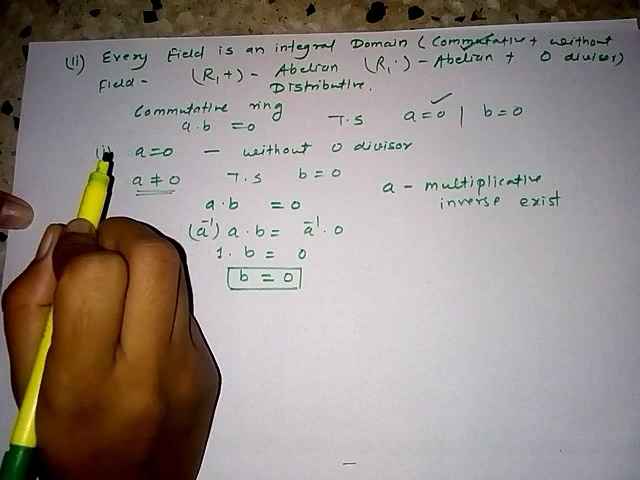 (ii) Every field is an integral Domain (Commutative + without 0 divisor)
Field - (R, +) - Abelian (R, ·) - Abelian +
Distributive.
Commutative ring
a.b = 0 T.S a = 0 | b = 0
(i) a = 0 - without 0 divisor
a ≠ 0 T.S b = 0
a - multiplicative
inverse exist
a.b = 0
(a⁻¹) a.b = a⁻¹.0
1.b = 0
b = 0